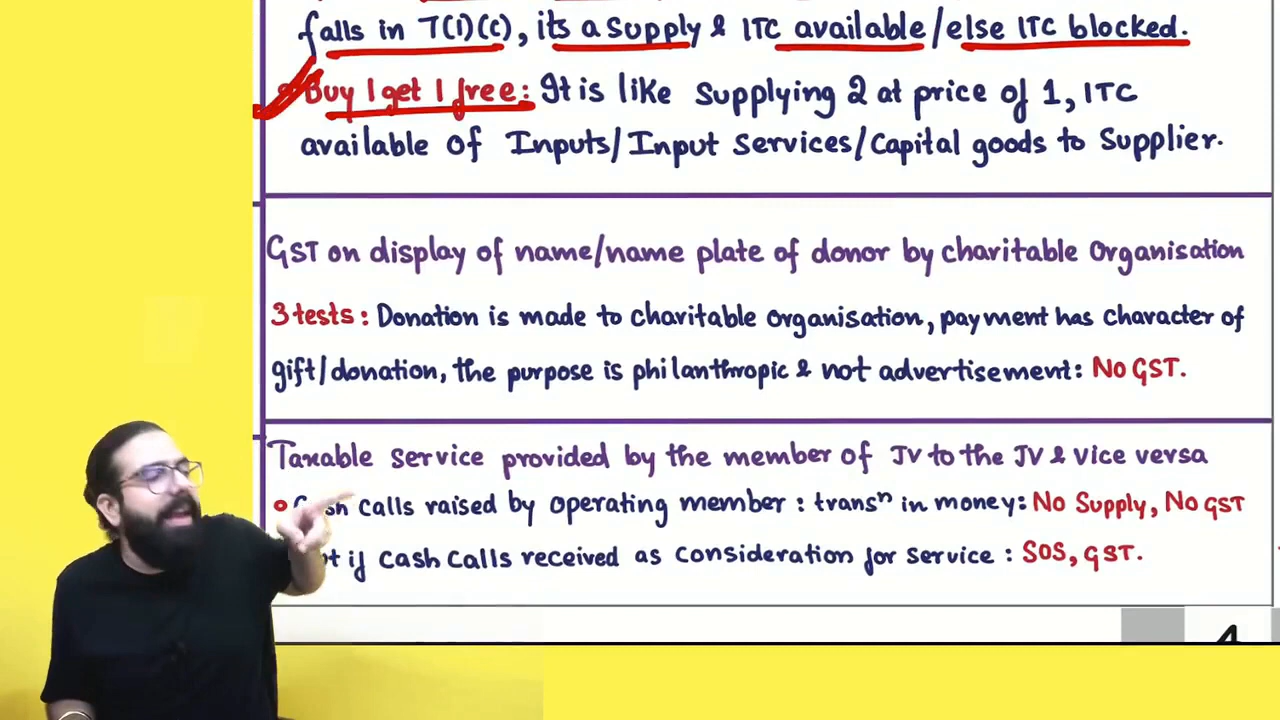 falls in 7(1)(c), its a supply & ITC available/else ITC blocked.
Buy 1 get 1 free: It is like supplying 2 at price of 1, ITC
available of Inputs/Input Services/Capital goods to Supplier.
GST on display of name/name plate of donor by charitable Organisation
3 tests: Donation is made to charitable organisation, payment has character of
gift/donation, the purpose is philanthropic & not advertisement: No GST.
Taxable service provided by the member of JV to the JV & vice versa
calls raised by operating member: transⁿ in money: No Supply, No GST
if Cash Calls received as consideration for service: SOS, GST.